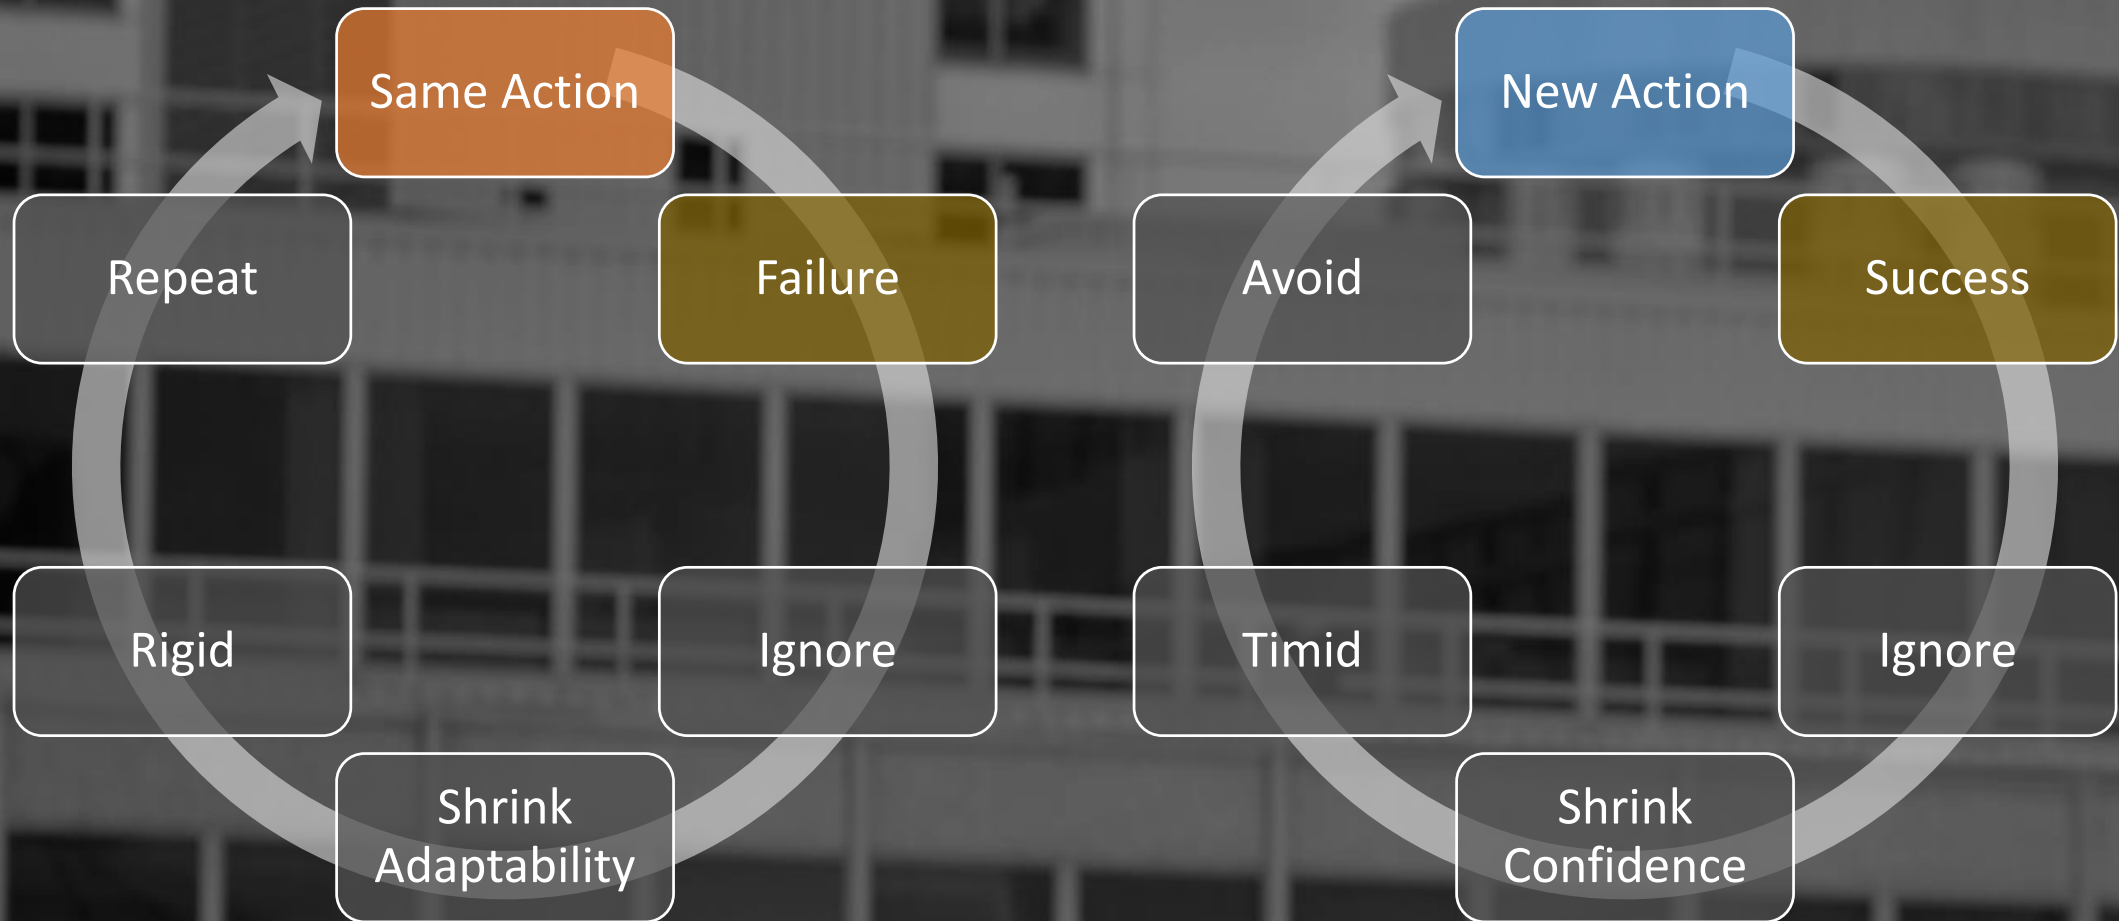 Same Action
Failure
Ignore
Shrink
Adaptability
Rigid
Repeat
New Action
Success
Ignore
Shrink
Confidence
Timid
Avoid